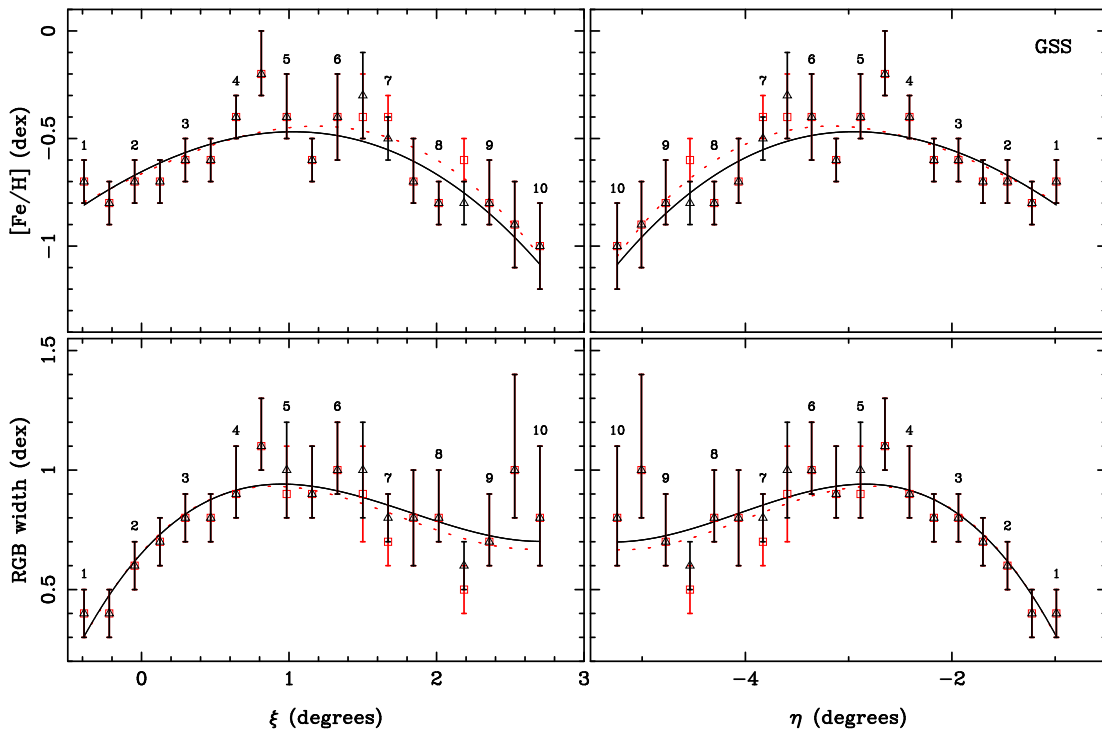 GSS
[Fe/H] (dex)
0
−0.5
−1
1 2 3 4 5 6 7 8 9 10
10 9 8 7 6 5 4 3 2 1
RGB width (dex)
1.5
1
0.5
1 2 3 4 5 6 7 8 9 10
10 9 8 7 6 5 4 3 2 1
0 1 2 3
−4 −2
ξ (degrees)
η (degrees)